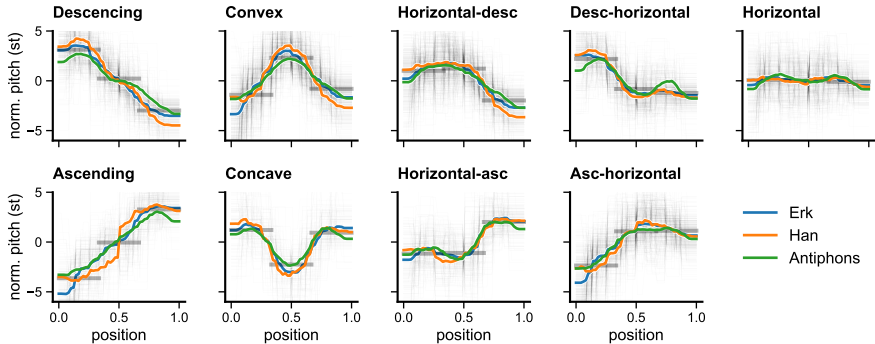 Descencing Convex Horizontal-desc Desc-horizontal Horizontal
norm. pitch (st)
5
0
−5
Ascending Concave Horizontal-asc Asc-horizontal
norm. pitch (st)
5
0
−5
Erk
Han
Antiphons
0.0 0.5 1.0 0.0 0.5 1.0 0.0 0.5 1.0 0.0 0.5 1.0
position position position position